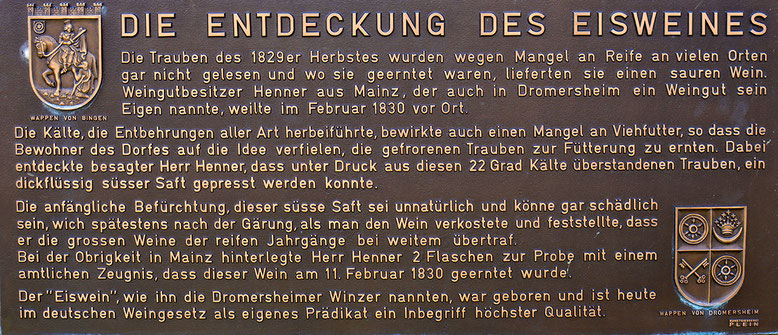 DIE ENTDECKUNG DES EISWEINES
Die Trauben des 1829er Herbstes wurden wegen Mangel an Reife an vielen Orten
gar nicht gelesen und wo sie geerntet waren, lieferten sie einen sauren Wein.
Weingutbesitzer Henner aus Mainz, der auch in Dromersheim ein Weingut sein
Eigen nannte, weilte im Februar 1830 vor Ort.
WAPPEN VON BINGEN
Die Kälte, die Entbehrungen aller Art herbeiführte, bewirkte auch einen Mangel an Viehfutter, so dass die
Bewohner des Dorfes auf die Idee verfielen, die gefrorenen Trauben zur Fütterung zu ernten. Dabei
entdeckte besagter Herr Henner, dass unter Druck aus diesen 22 Grad Kälte überstandenen Trauben, ein
dickflüssig süsser Saft gepresst werden konnte.
Die anfängliche Befürchtung, dieser süsse Saft sei unnatürlich und könne gar schädlich
sein, wich spätestens nach der Gärung, als man den Wein verkostete und feststellte, dass
er die grossen Weine der reifen Jahrgänge bei weitem übertraf.
Bei der Obrigkeit in Mainz hinterlegte Herr Henner 2 Flaschen zur Probe mit einem
amtlichen Zeugnis, dass dieser Wein am 11. Februar 1830 geerntet wurde.
Der "Eiswein", wie ihn die Dromersheimer Winzer nannten, war geboren und ist heute
im deutschen Weingesetz als eigenes Prädikat ein Inbegriff höchster Qualität.
WAPPEN VON DROMERSHEIM
PLEIN